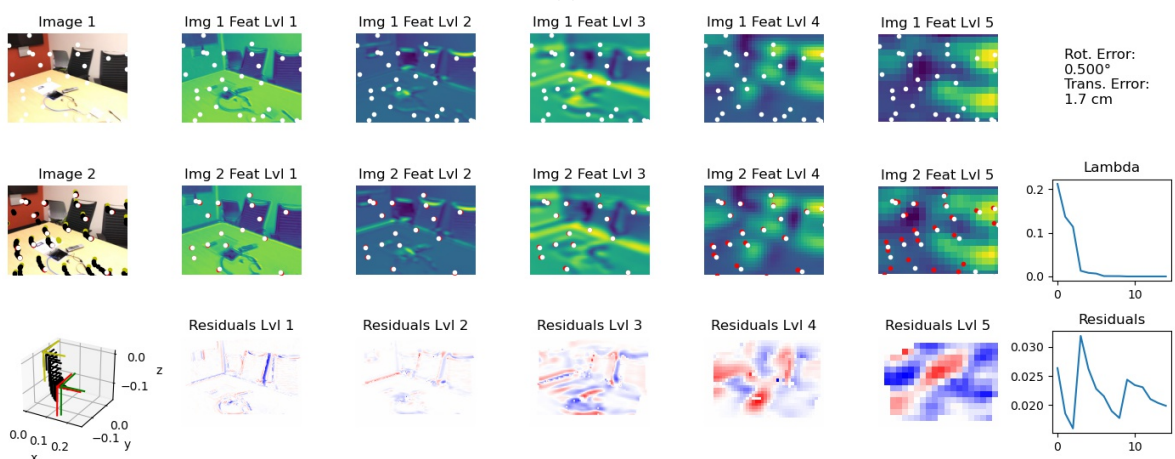 Image 1
Img 1 Feat Lvl 1
Img 1 Feat Lvl 2
Img 1 Feat Lvl 3
Img 1 Feat Lvl 4
Img 1 Feat Lvl 5
Rot. Error:
0.500°
Trans. Error:
1.7 cm
Image 2
Img 2 Feat Lvl 1
Img 2 Feat Lvl 2
Img 2 Feat Lvl 3
Img 2 Feat Lvl 4
Img 2 Feat Lvl 5
Lambda
0.2
0.1
0.0
0
10
0.0
−0.1
z
0.0
−0.1
y
0.0
0.1
0.2
x
Residuals Lvl 1
Residuals Lvl 2
Residuals Lvl 3
Residuals Lvl 4
Residuals Lvl 5
Residuals
0.030
0.025
0.020
0
10